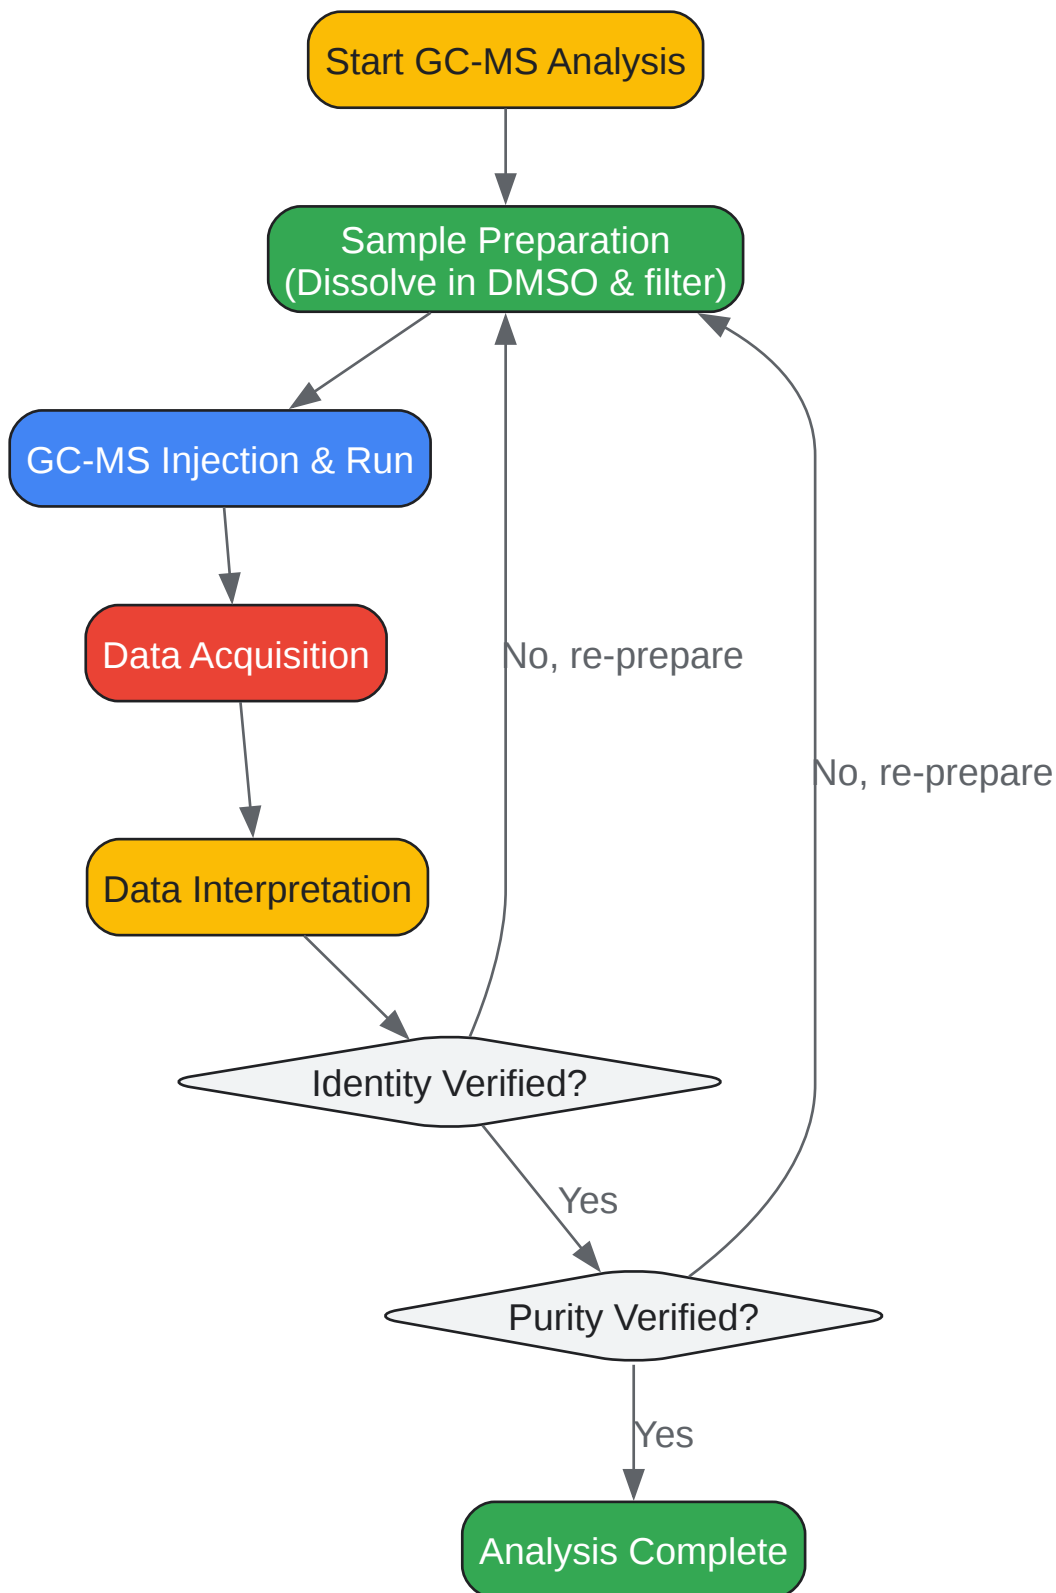 Start GC-MS Analysis
Sample Preparation
(Dissolve in DMSO & filter)
GC-MS Injection & Run
Data Acquisition
No, re-prepare
No, re-prepare
Data Interpretation
Identity Verified?
Yes
Purity Verified?
Yes
Analysis Complete